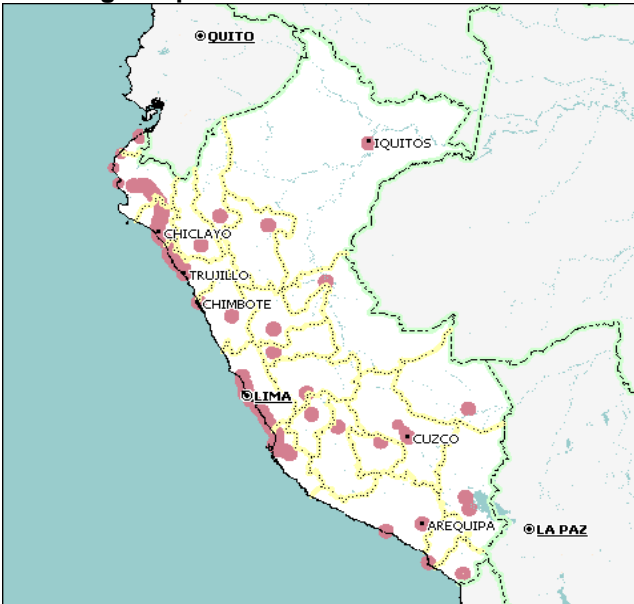 QUITO
IQUITOS
CHICLAYO
TRUJILLO
CHIMBOTE
LIMA
CUZCO
AREQUIPA
LA PAZ